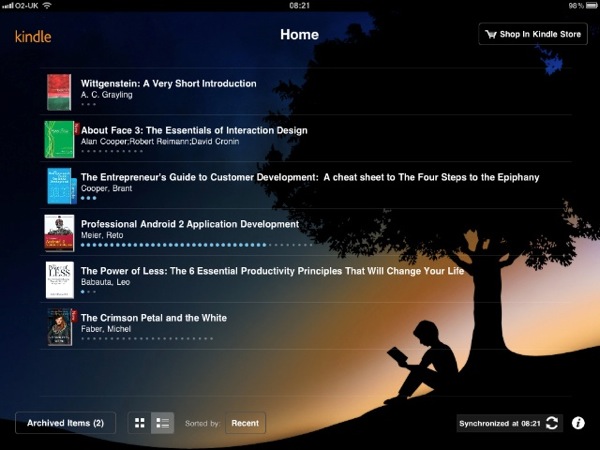 O2-UK 08:21 98%
kindle Home Shop In Kindle Store
Wittgenstein: A Very Short Introduction
A. C. Grayling
About Face 3: The Essentials of Interaction Design
Alan Cooper;Robert Reimann;David Cronin
The Entrepreneur's Guide to Customer Development: A cheat sheet to The Four Steps to the Epiphany
Cooper, Brant
Professional Android 2 Application Development
Meier, Reto
The Power of Less: The 6 Essential Productivity Principles That Will Change Your Life
Babauta, Leo
The Crimson Petal and the White
Faber, Michel
Archived Items (2) Sorted by: Recent Synchronized at 08:21